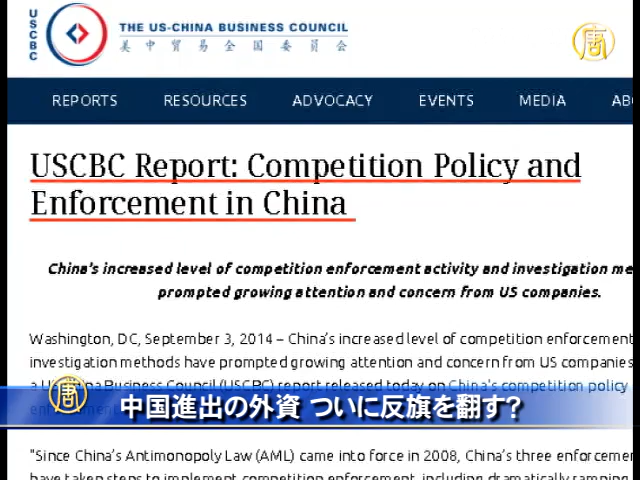 USCBC
THE US-CHINA BUSINESS COUNCIL
美中貿易全国委員会
唐
REPORTS RESOURCES ADVOCACY EVENTS MEDIA
USCBC Report: Competition Policy and
Enforcement in China
China's increased level of competition enforcement activity and investigation
prompted growing attention and concern from US companies.
Washington, DC, September 3, 2014 – China's increased level of competition enforcement
investigation methods have prompted growing attention and concern from US companies
a US-China Business Council (USCBC) report released today on China's competition policy
唐
中国進出の外資 ついに反旗を翻す?
"Since China's Antimonopoly Law (AML) came into force in 2008, China's three
have taken steps to implement competition enforcement, including dramatically ramping